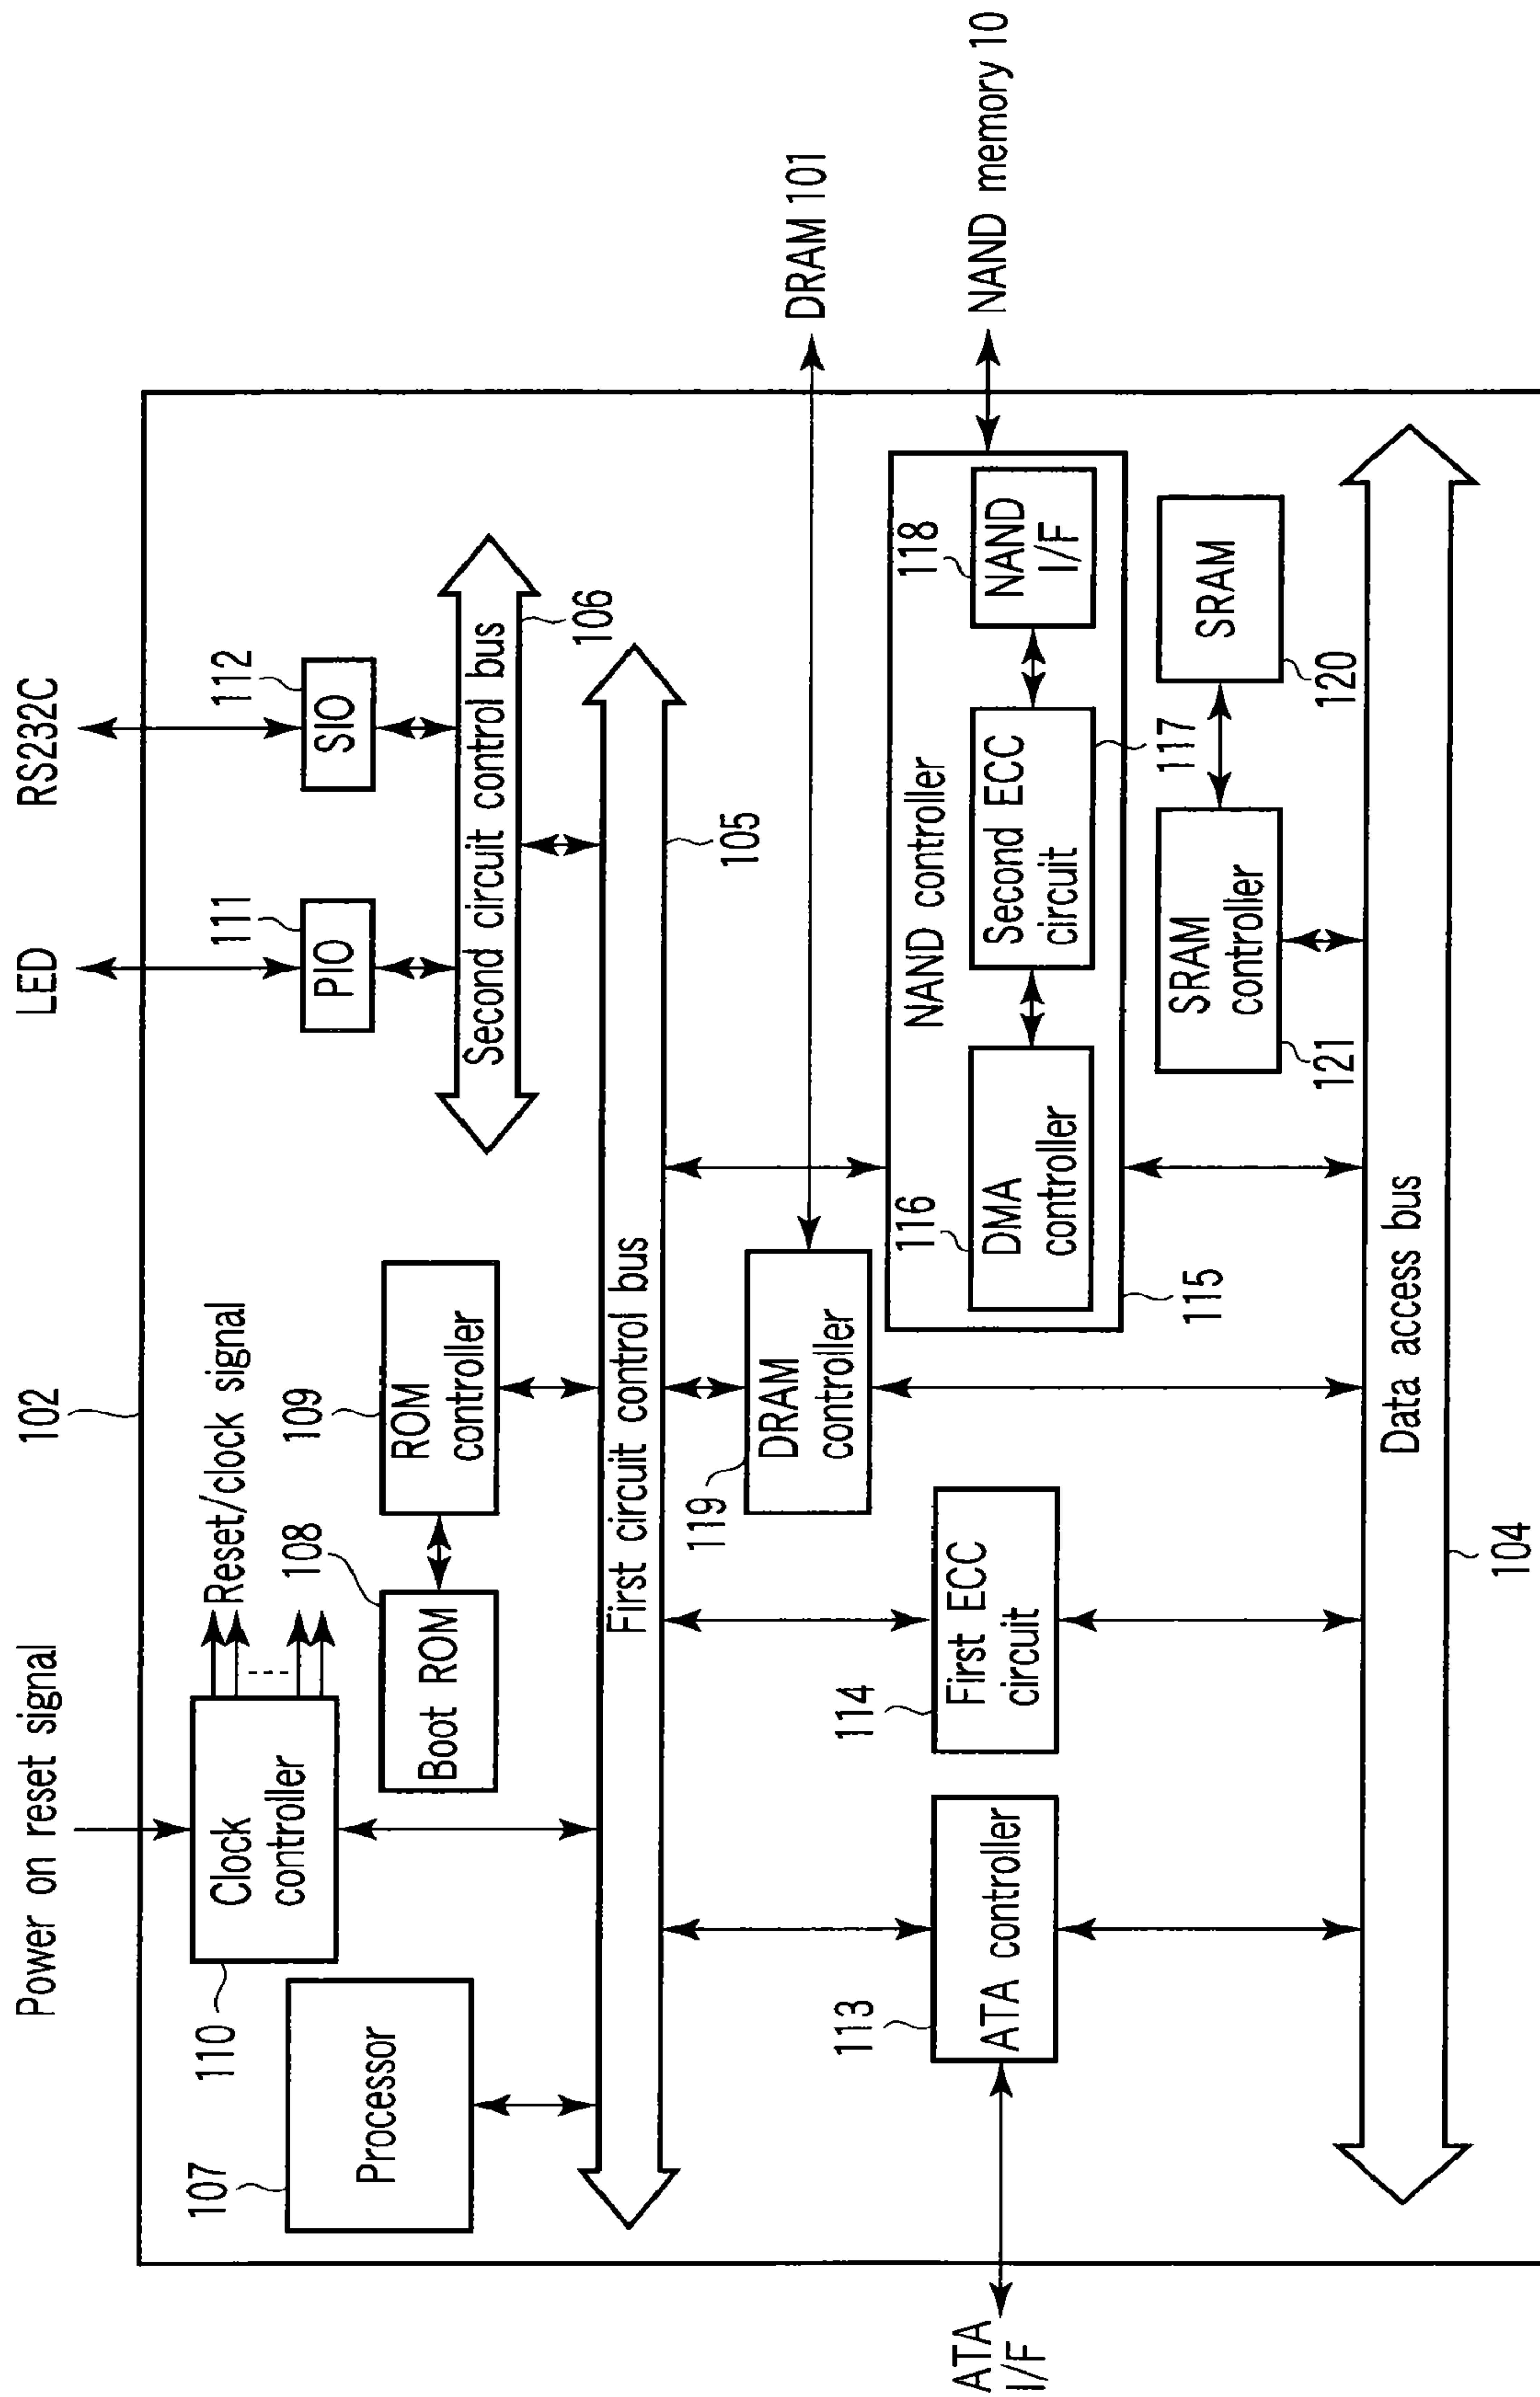 Power on reset signal
LED
RS232C
102
Reset/clock signal
110
Clock
controller
107
Processor
108
Boot ROM
109
ROM
controller
111
PIO
112
SIO
Second circuit control bus
106
First circuit control bus
105
119
DRAM
controller
DRAM 101
113
ATA controller
ATA
I/F
114
First ECC
circuit
NAND controller
116
DMA
controller
Second ECC
circuit
117
118
NAND
I/F
NAND memory 10
115
121
SRAM
controller
SRAM
120
Data access bus
104